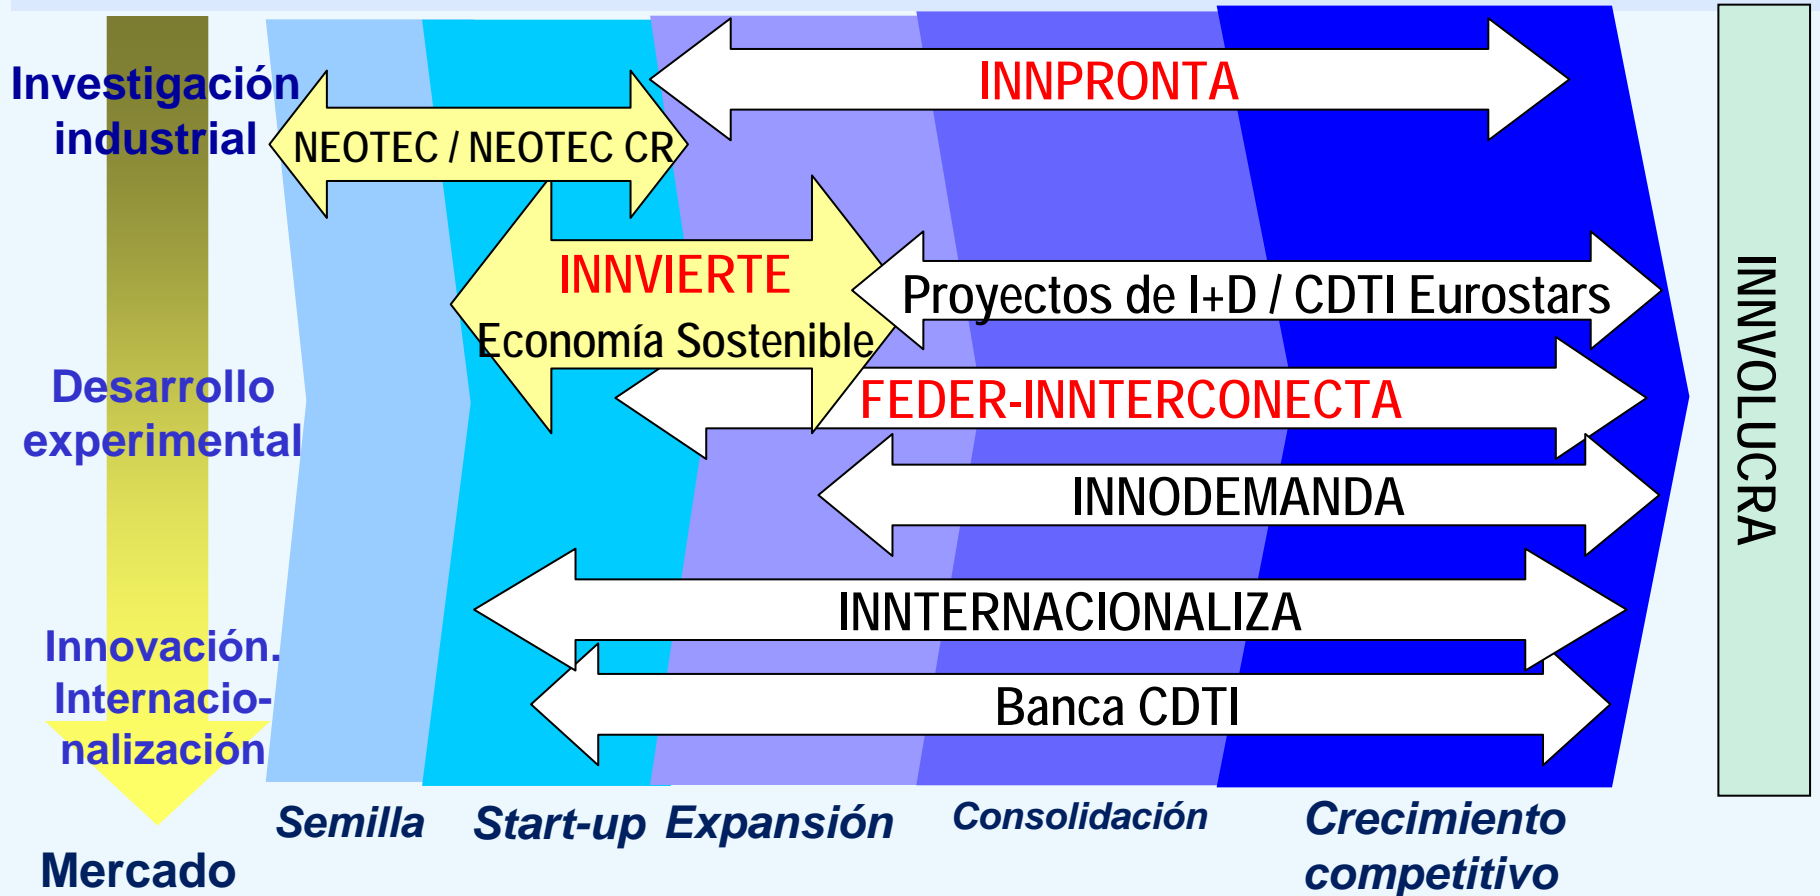 Investigación
industrial
INNPRONTA
NEOTEC / NEOTEC CR
INNVIERTE
Economía Sostenible
Proyectos de I+D / CDTI Eurostars
Desarrollo
experimental
FEDER-INNTERCONECTA
INNODEMANDA
INNTERNACIONALIZA
Innovación.
Internacio-
nalización
Banca CDTI
INNVOLUCRA
Semilla
Start-up
Expansión
Consolidación
Crecimiento
competitivo
Mercado